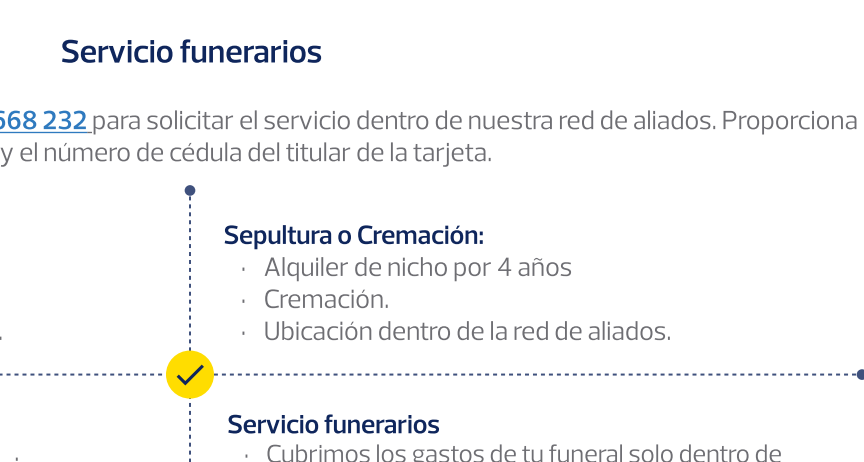 Servicio funerarios
668 232 para solicitar el servicio dentro de nuestra red de aliados. Proporciona
y el número de cédula del titular de la tarjeta.
Sepultura o Cremación:
· Alquiler de nicho por 4 años
· Cremación.
· Ubicación dentro de la red de aliados.
Servicio funerarios
· Cubrimos los gastos de tu funeral solo dentro de